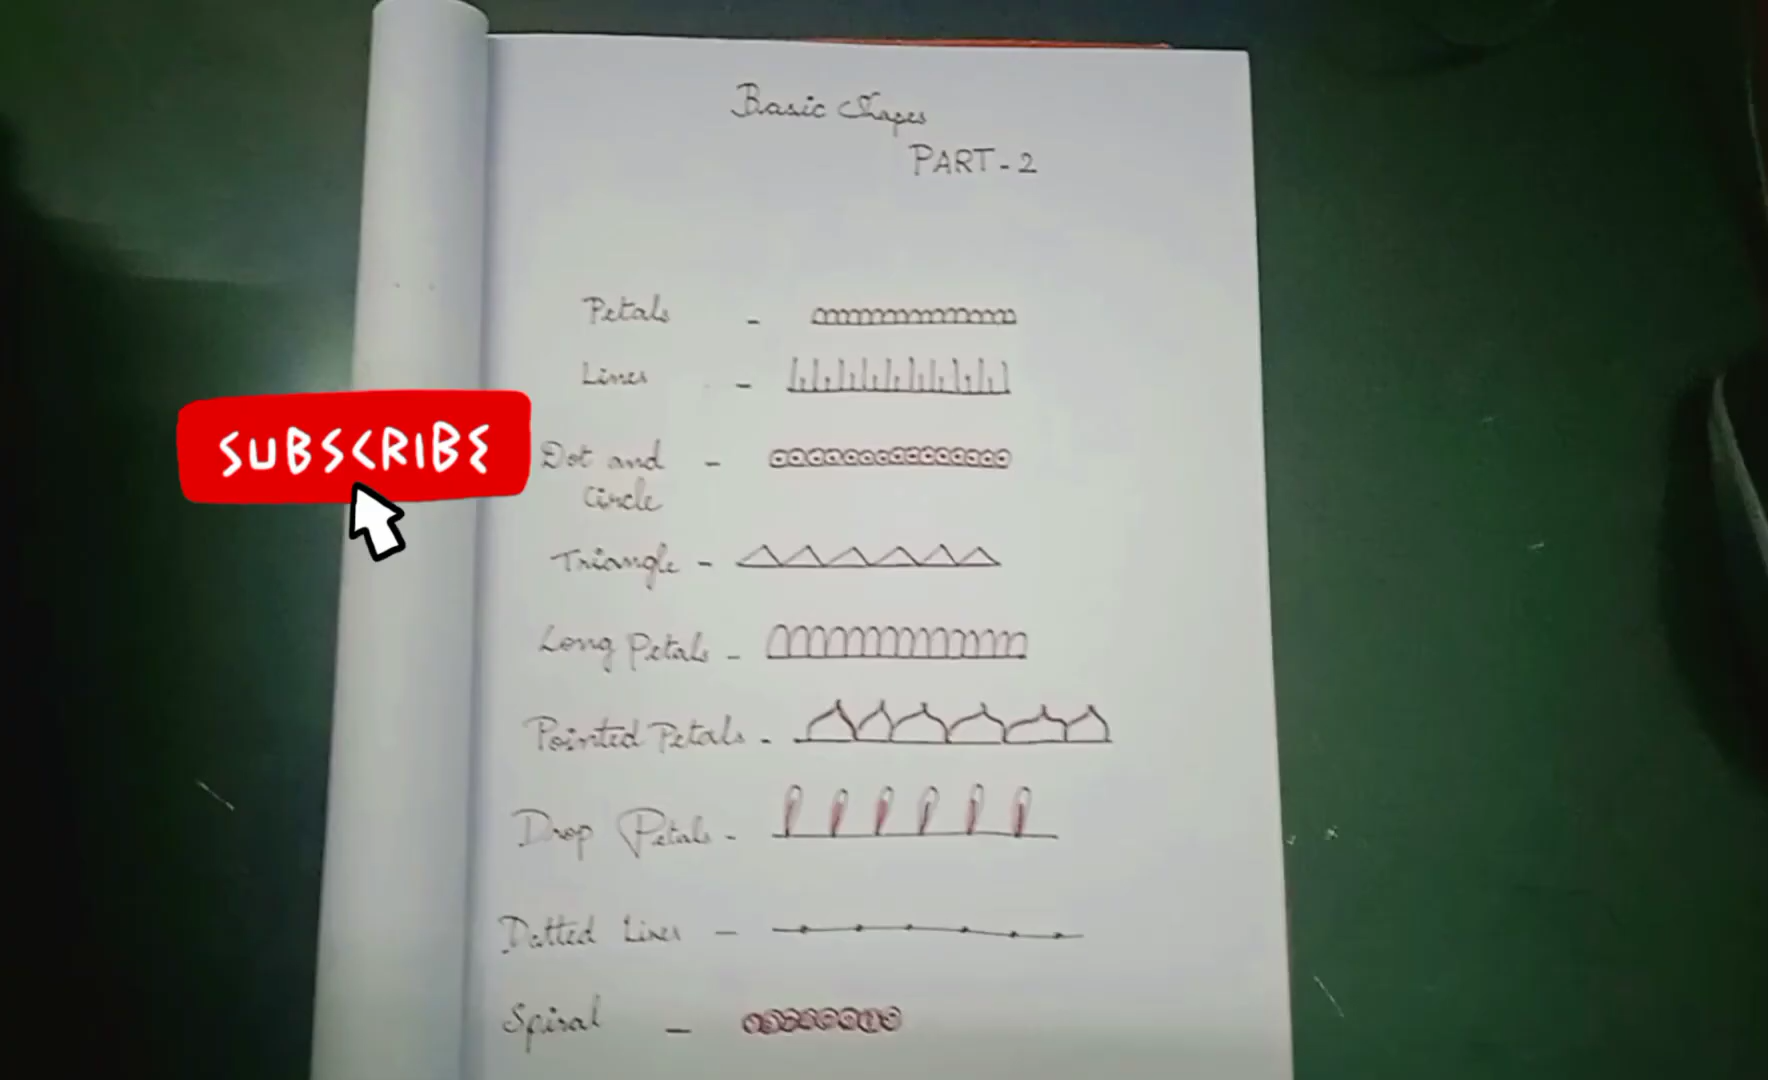 Basic Shapes
PART-2
Petals -
Lines -
SUBSCRIBE
Dot and -
Circle
Triangle -
Long Petals -
Pointed Petals -
Drop Petals -
Dotted Lines -
Spiral -